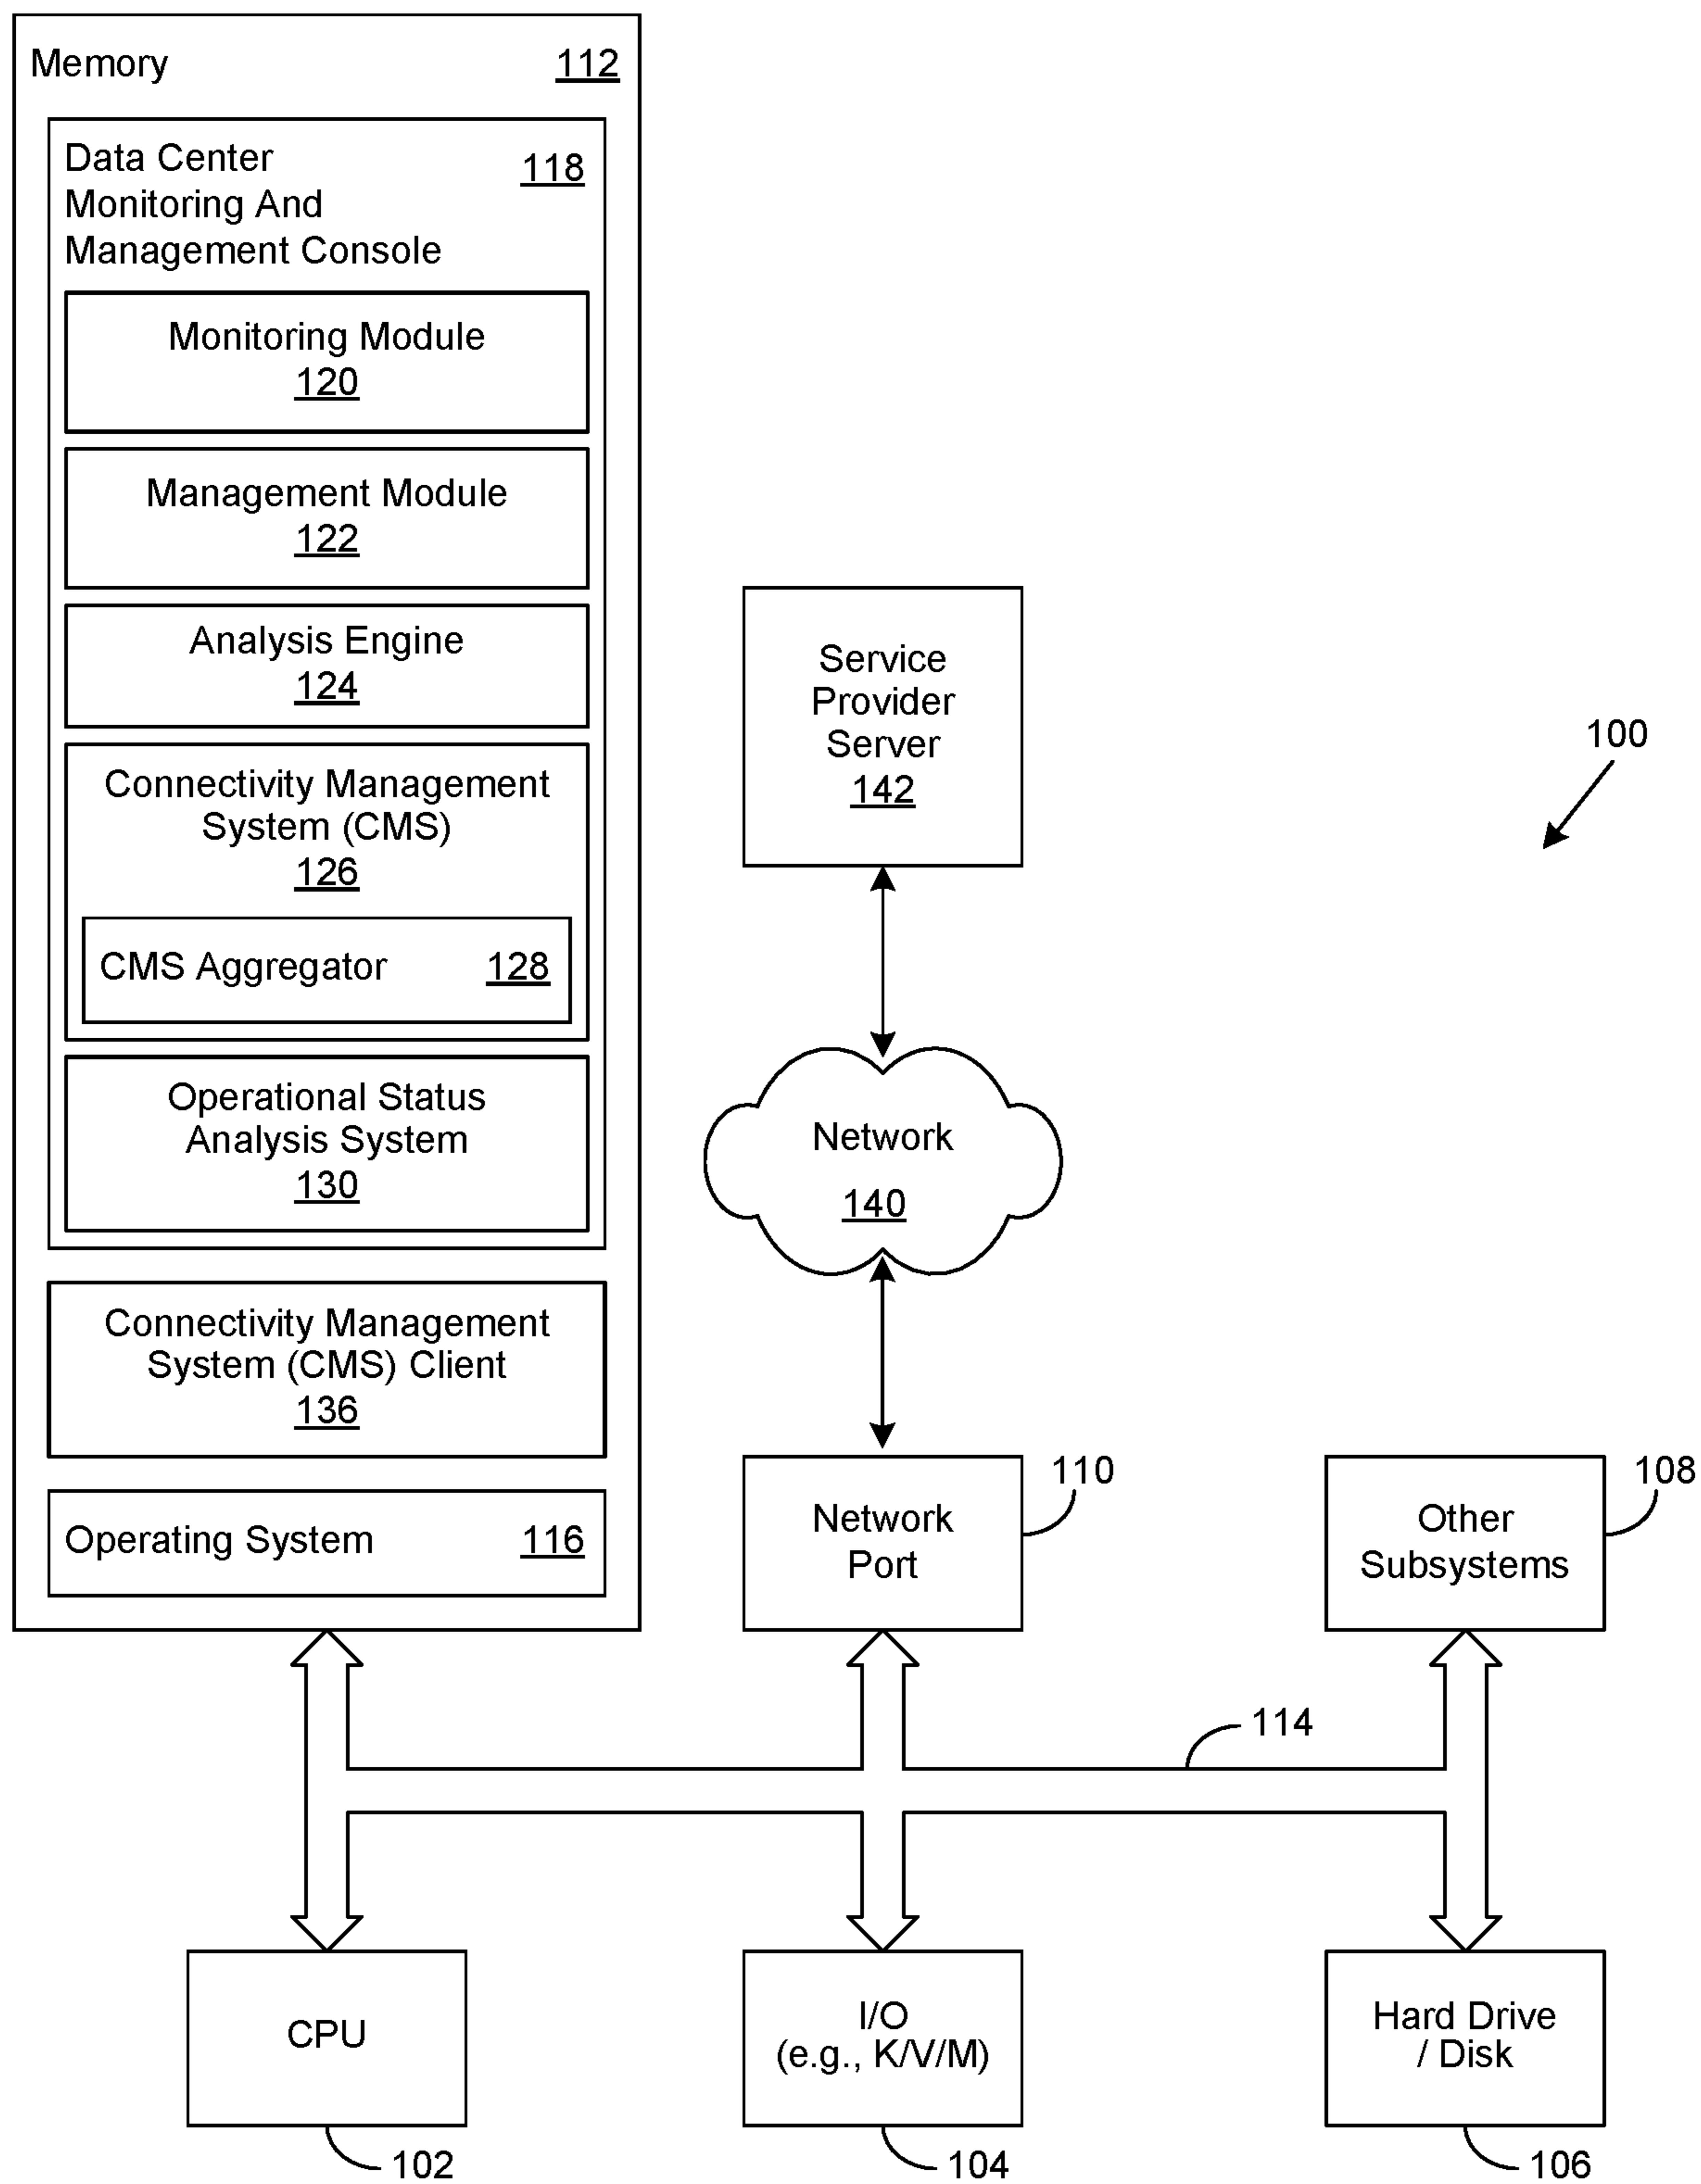 Memory 112
Data Center 118
Monitoring And
Management Console
Monitoring Module
120
Management Module
122
Analysis Engine
124
Connectivity Management
System (CMS)
126
CMS Aggregator 128
Operational Status
Analysis System
130
Connectivity Management
System (CMS) Client
136
Operating System 116
Service
Provider
Server
142
100
Network
140
Network
Port
110
Other
Subsystems
108
114
CPU
102
I/O
(e.g., K/V/M)
104
Hard Drive
/ Disk
106